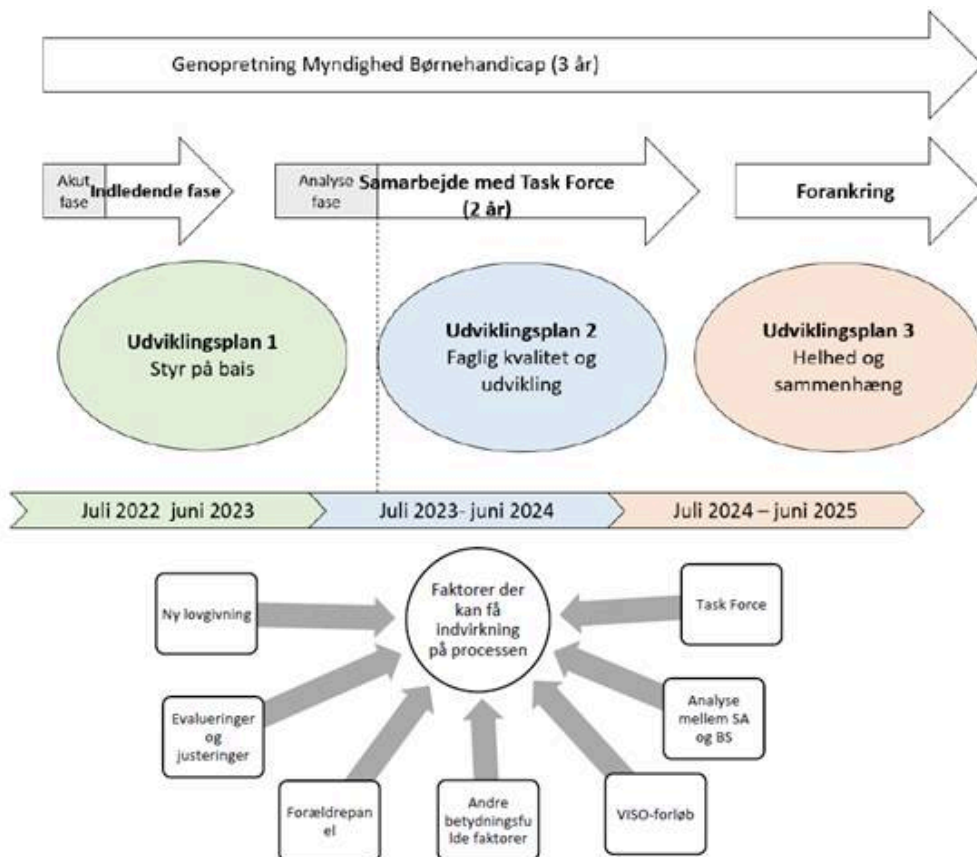 Genopretning Myndighed Børnehandicap (3 år)
Akut
fase
Indledende fase
Analyse
fase
Samarbejde med Task Force
(2 år)
Forankring
Udviklingsplan 1
Styr på bais
Udviklingsplan 2
Faglig kvalitet og
udvikling
Udviklingsplan 3
Helhed og
sammenhæng
Juli 2022 juni 2023
Juli 2023- juni 2024
Juli 2024 – juni 2025
Faktorer der
kan få
indvirkning
på processen
Ny lovgivning
Task Force
Evalueringer
og
justeringer
Analyse
mellem SA
og BS
Forældrepan
el
Andre
betydningsfu
lde faktorer
VISO-forløb